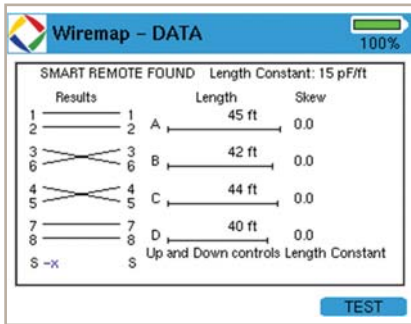 Wiremap – DATA
100%
SMART REMOTE FOUND Length Constant: 15 pF/ft
Results Length Skew
1 1
2 2
A 45 ft 0.0
3 3
6 6
B 42 ft 0.0
4 4
5 5
C 44 ft 0.0
7 7
8 8
D 40 ft 0.0
Up and Down controls Length Constant
S -x S
TEST